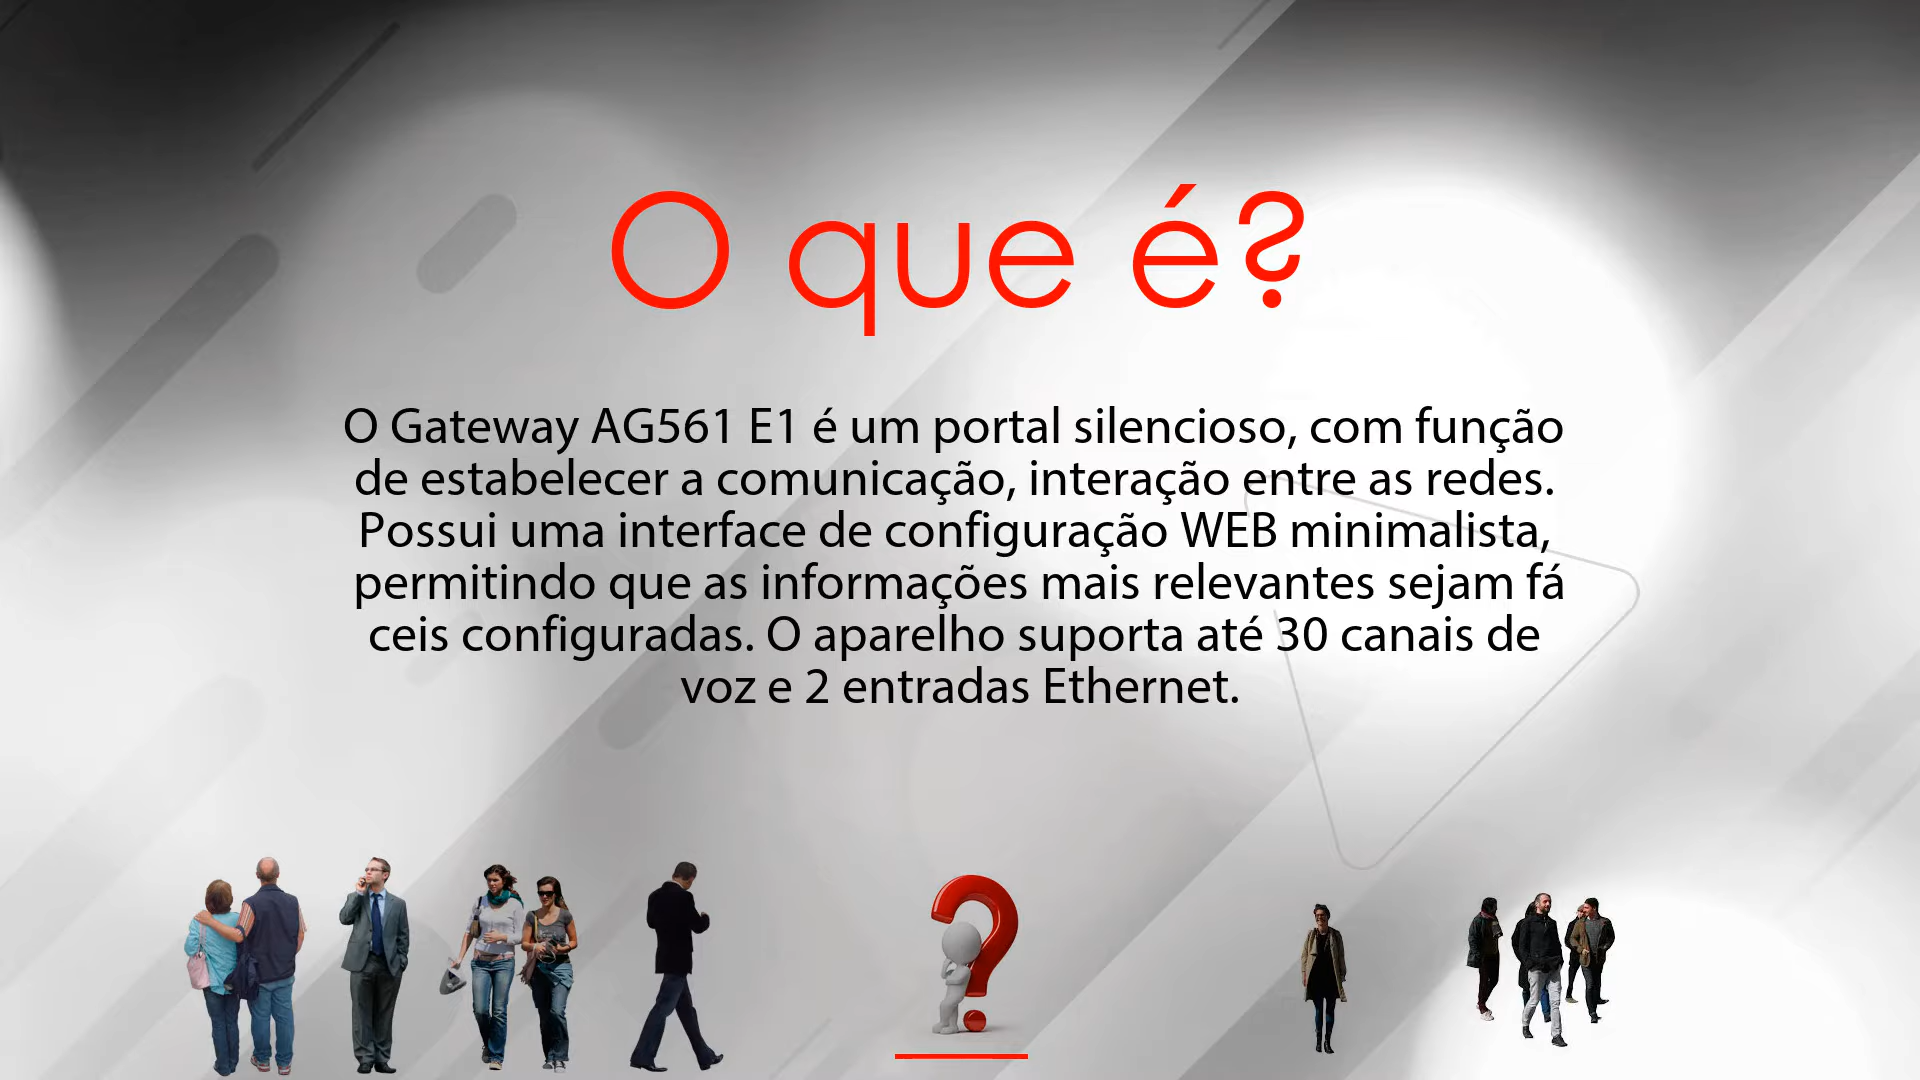 O que é?
O Gateway AG561 E1 é um portal silencioso, com função
de estabelecer a comunicação, interação entre as redes.
Possui uma interface de configuração WEB minimalista,
permitindo que as informações mais relevantes sejam fá
ceis configuradas. O aparelho suporta até 30 canais de
voz e 2 entradas Ethernet.